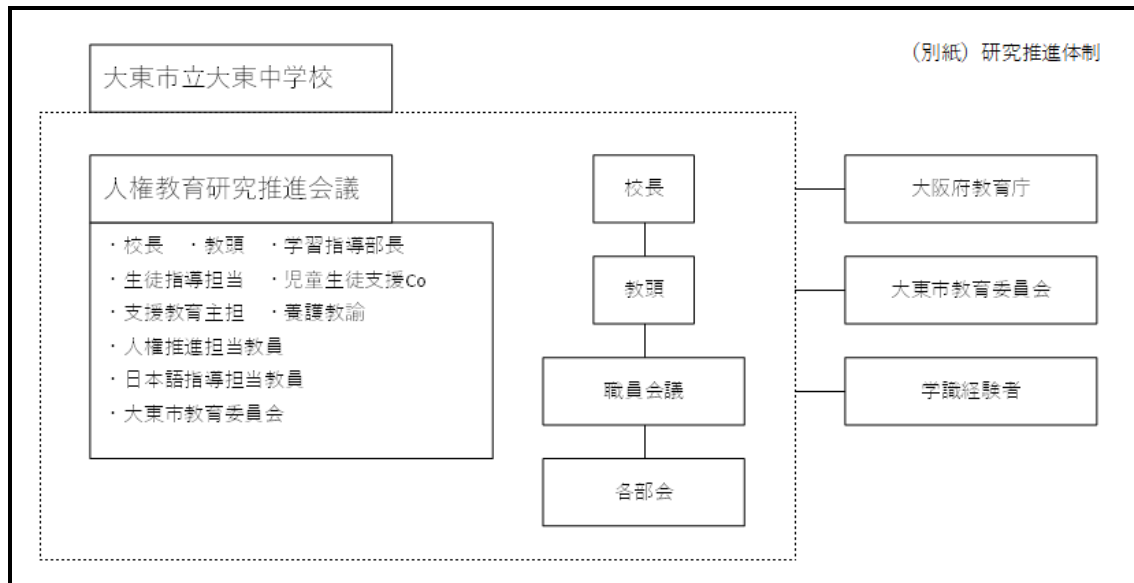 (別紙)研究推進体制
大東市立大東中学校
人権教育研究推進会議
・校長 ・教頭 ・学習指導部長
・生徒指導担当 ・児童生徒支援Co
・支援教育主担 ・養護教諭
・人権推進担当教員
・日本語指導担当教員
・大東市教育委員会
校長
教頭
職員会議
各部会
大阪府教育庁
大東市教育委員会
学識経験者